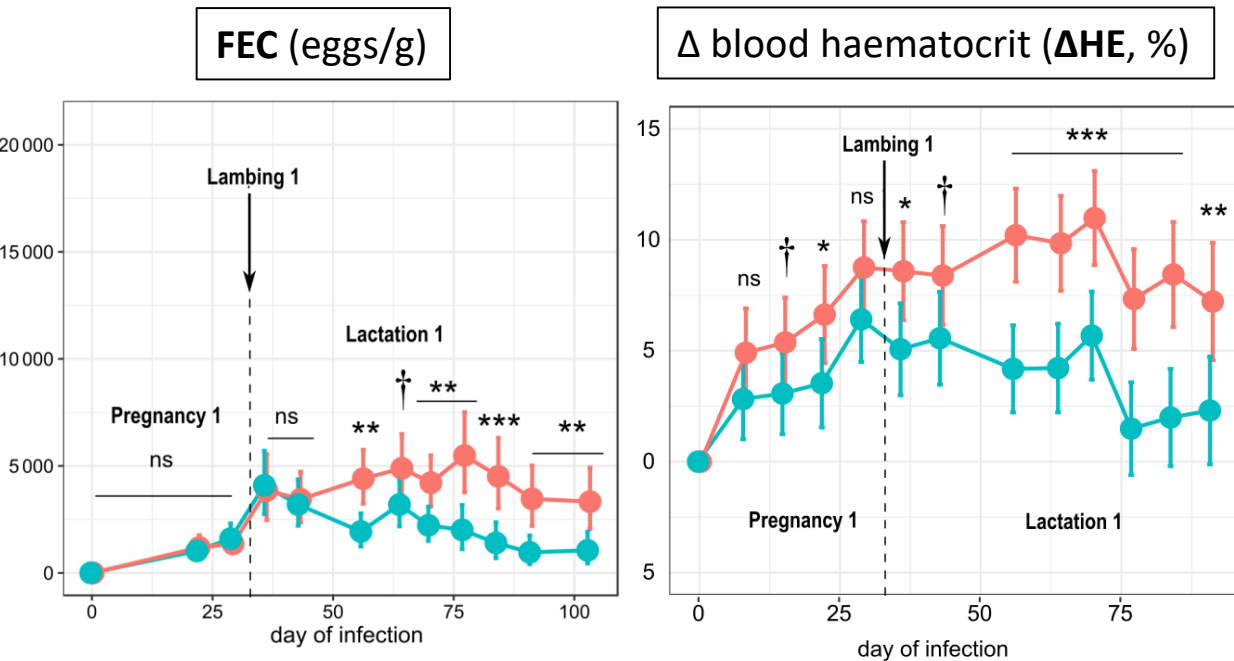 FEC (eggs/g)
20 000
15 000
10 000
5 000
0
Lambing 1
Lactation 1
Pregnancy 1
ns
ns
**
†
**
***
**
0
25
50
75
100
day of infection
Δ blood haematocrit (ΔHE, %)
15
10
5
0
5
Lambing 1
***
ns
†
*
ns
*
†
**
Pregnancy 1
Lactation 1
0
25
50
75
day of infection